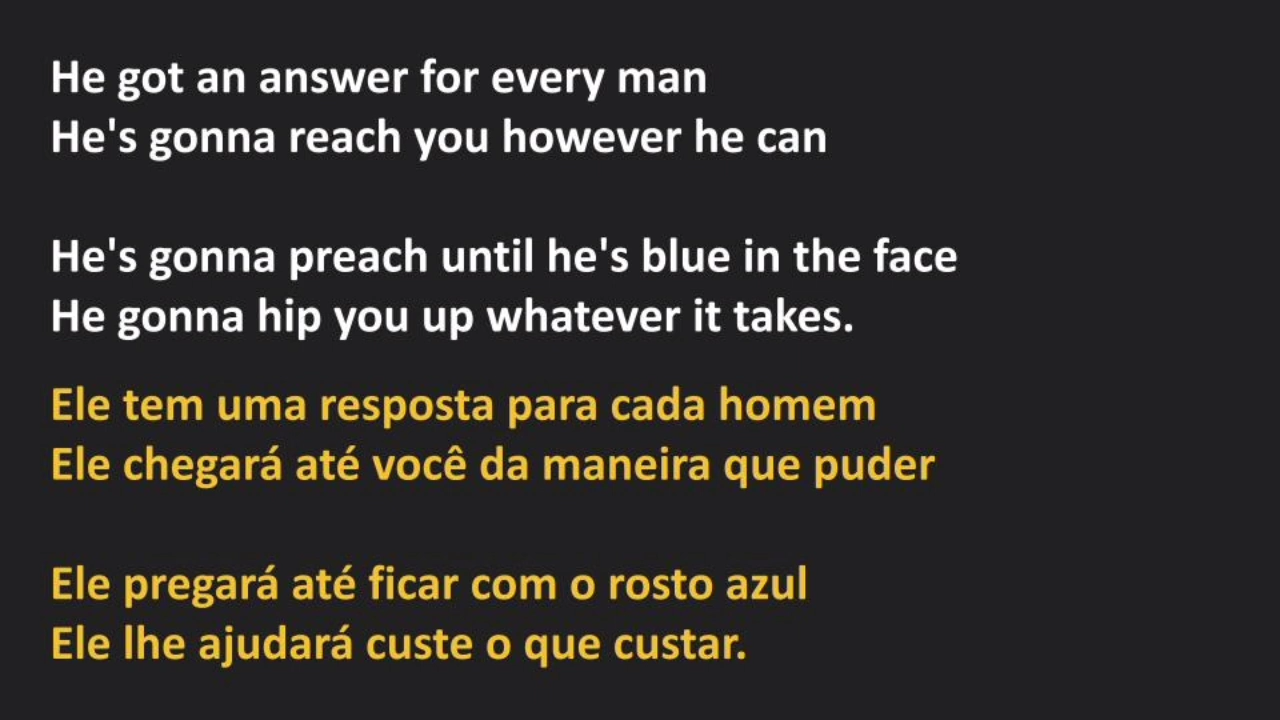 He got an answer for every man
He's gonna reach you however he can
He's gonna preach until he's blue in the face
He gonna hip you up whatever it takes.
Ele tem uma resposta para cada homem
Ele chegará até você da maneira que puder
Ele pregará até ficar com o rosto azul
Ele lhe ajudará custe o que custar.